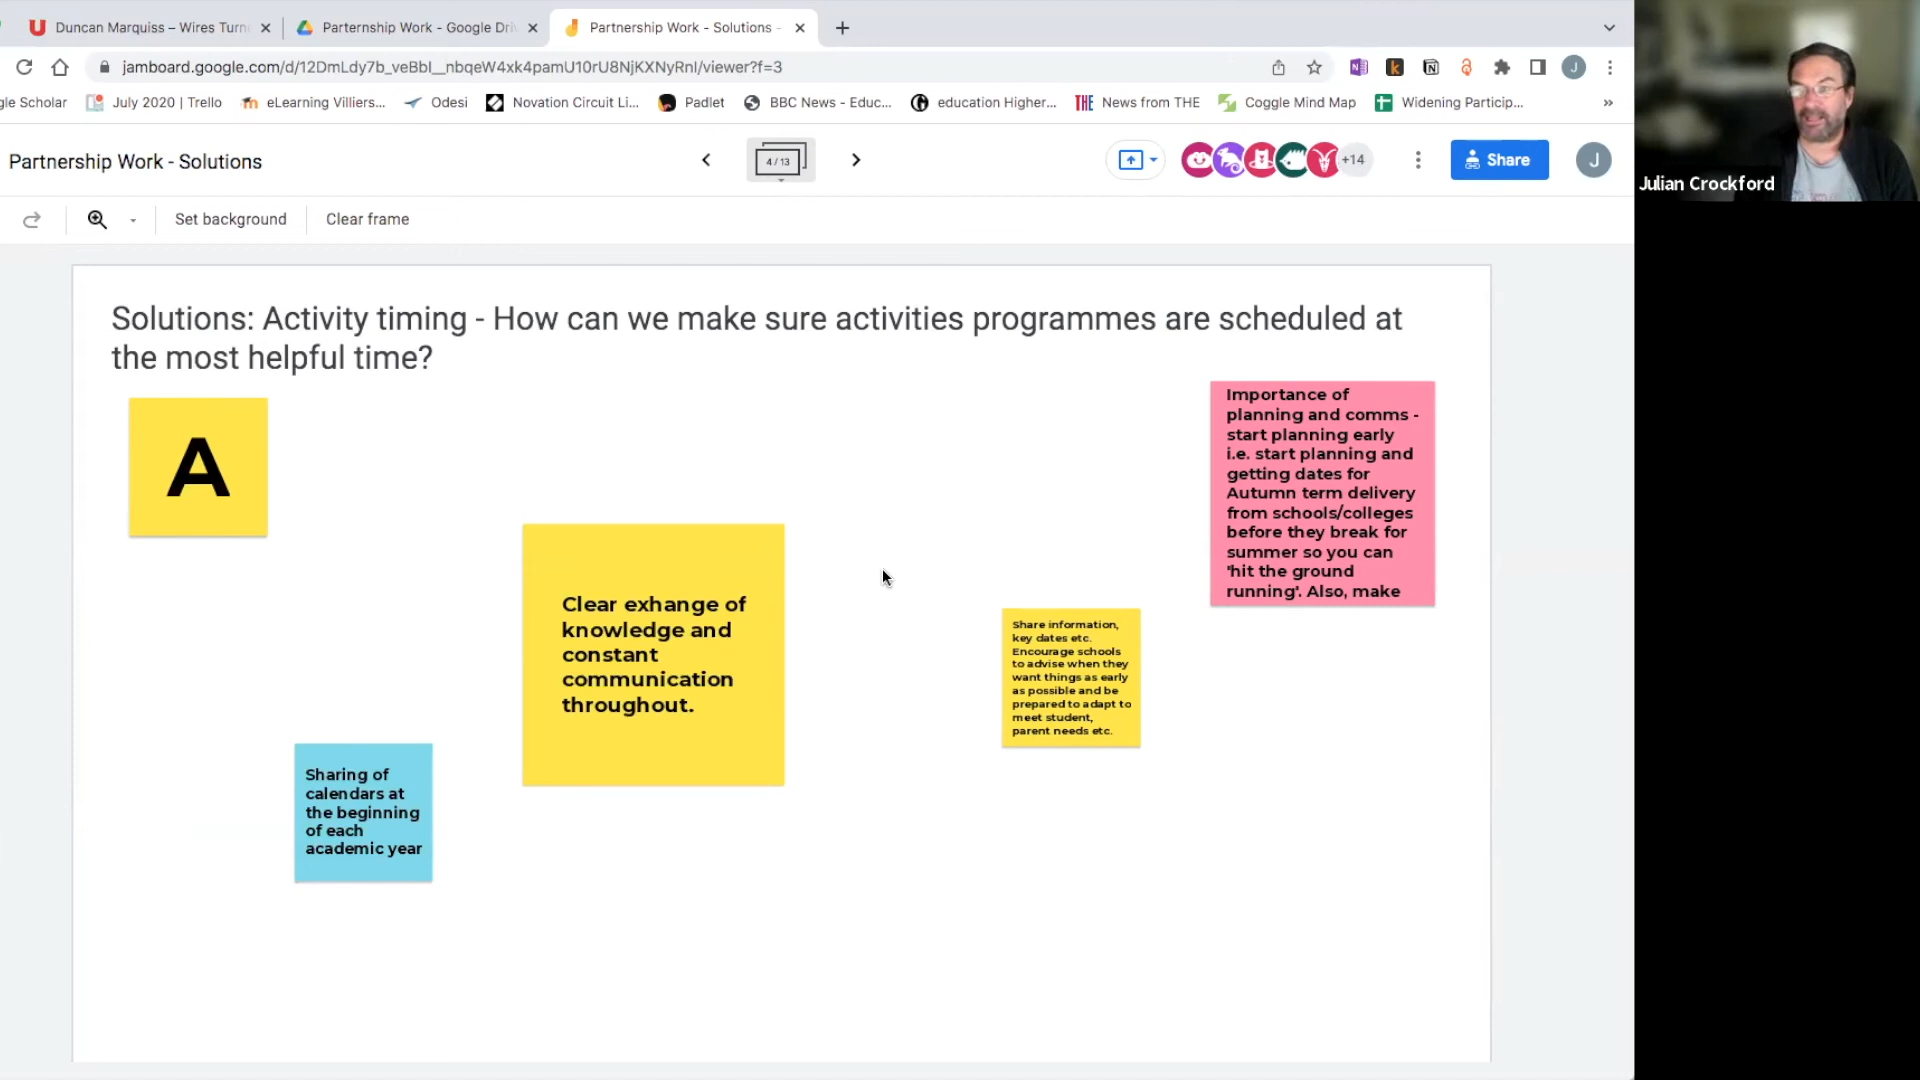 Duncan Marquiss – Wires Turn
Parternship Work - Google Dri
Partnership Work - Solutions -
jamboard.google.com/d/12DmLdy7b_veBbl__nbqeW4xk4pamU10rU8NjKXNyRnI/viewer?f=3
J
gle Scholar
July 2020 | Trello
eLearning Villiers...
Odesi
Novation Circuit Li...
Padlet
BBC News - Educ...
education Higher...
THE News from THE
Coggle Mind Map
Widening Particip...
»
Partnership Work - Solutions
4 / 13
+14
Share
J
Set background
Clear frame
Julian Crockford
Solutions: Activity timing - How can we make sure activities programmes are scheduled at
the most helpful time?
A
Clear exhange of
knowledge and
constant
communication
throughout.
Sharing of
calendars at
the beginning
of each
academic year
Share information,
key dates etc.
Encourage schools
to advise when they
want things as early
as possible and be
prepared to adapt to
meet student,
parent needs etc.
Importance of
planning and comms -
start planning early
i.e. start planning and
getting dates for
Autumn term delivery
from schools/colleges
before they break for
summer so you can
'hit the ground
running'. Also, make